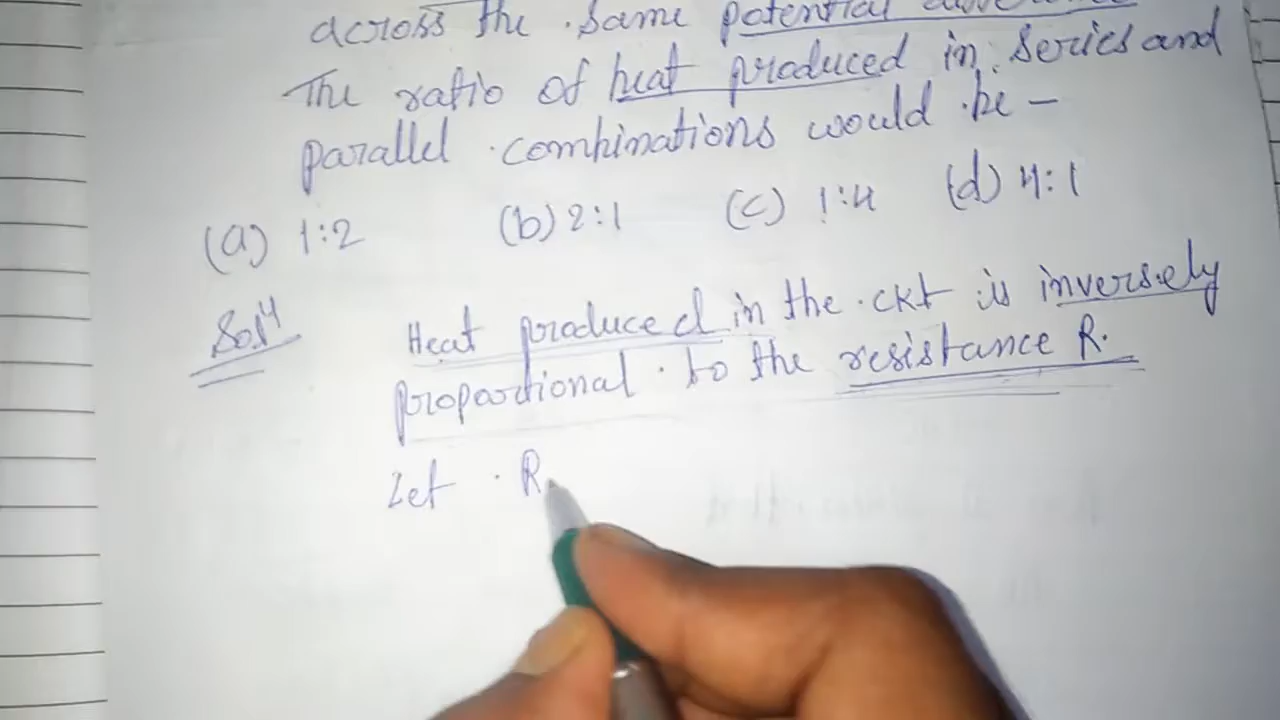 across the same potential
The ratio of heat produced in series and
parallel combinations would be –
(a) 1:2 (b) 2:1 (c) 1:4 (d) 4:1
Heat produced in the ckt is inversely
proportional to the resistance R.
Let R